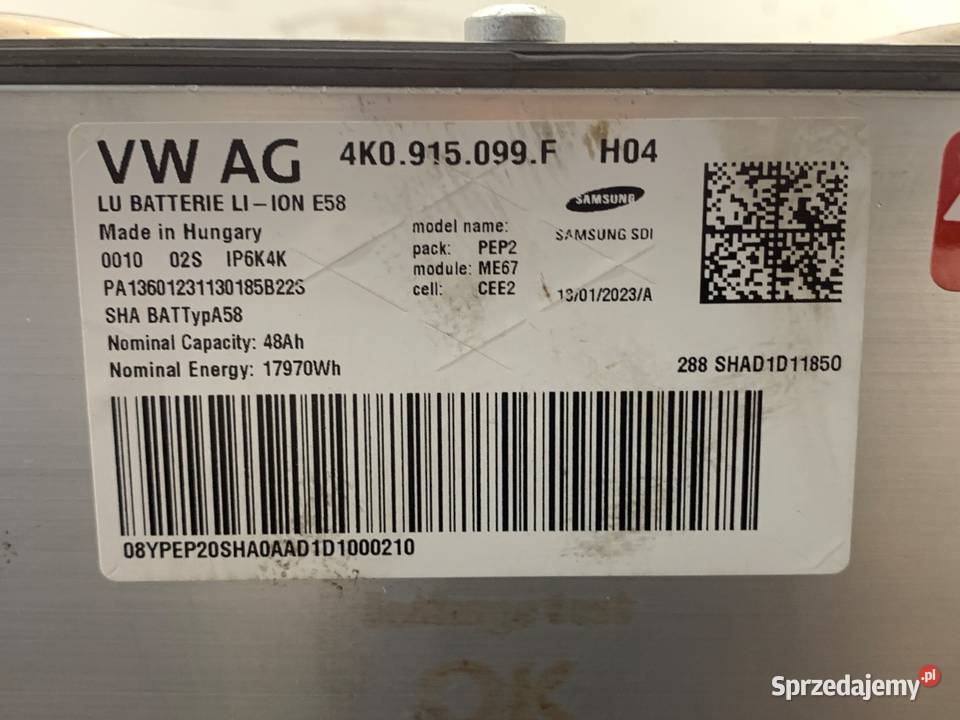 VW AG 4K0.915.099.F H04
LU BATTERIE LI-ION E58
Made in Hungary
0010 02S IP6K4K
PA13601231130185B22S
SHA BATTypA58
Nominal Capacity: 48Ah
Nominal Energy: 17970Wh
model name:
pack: PEP2
module: ME67
cell: CEE2
SAMSUNG
SAMSUNG SDI
13/01/2023/A
288 SHAD1D11850
08YPEP20SHA0AAD1D1000210
OK
Sprzedajemy.pl